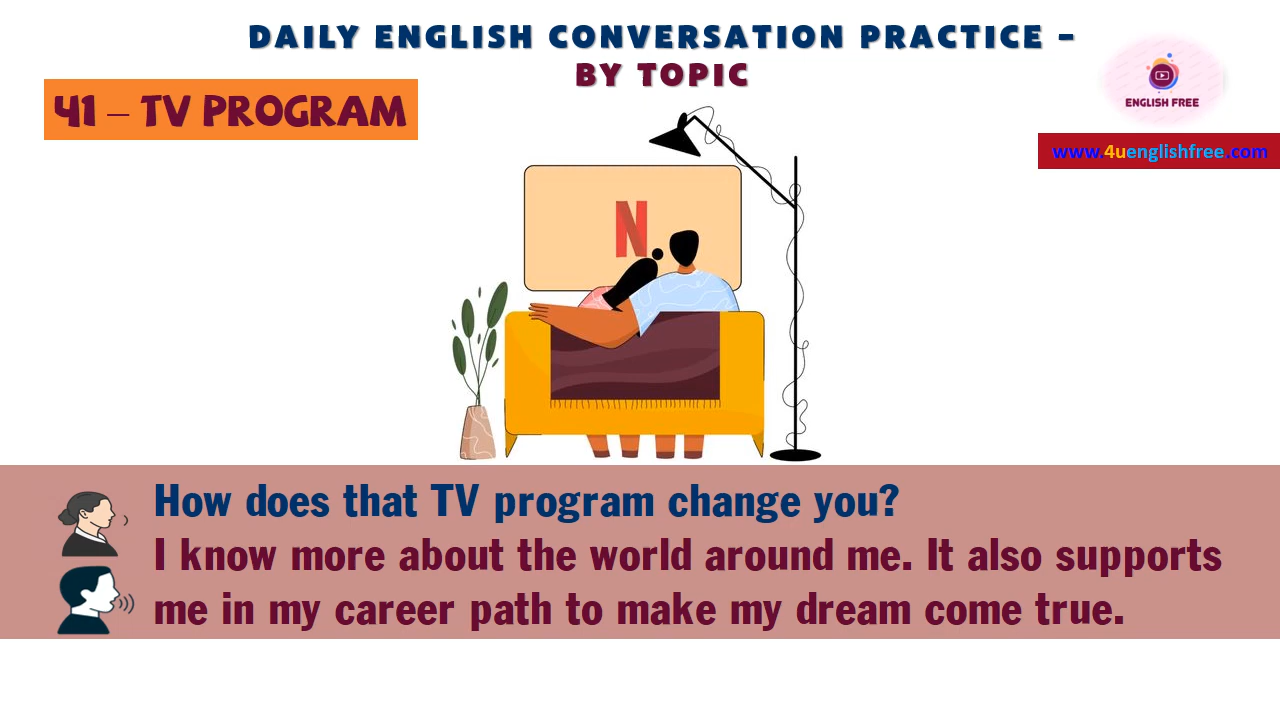 DAILY ENGLISH CONVERSATION PRACTICE –
BY TOPIC
41 – TV PROGRAM
ENGLISH FREE
www.4uenglishfree.com
N
How does that TV program change you?
I know more about the world around me. It also supports
me in my career path to make my dream come true.